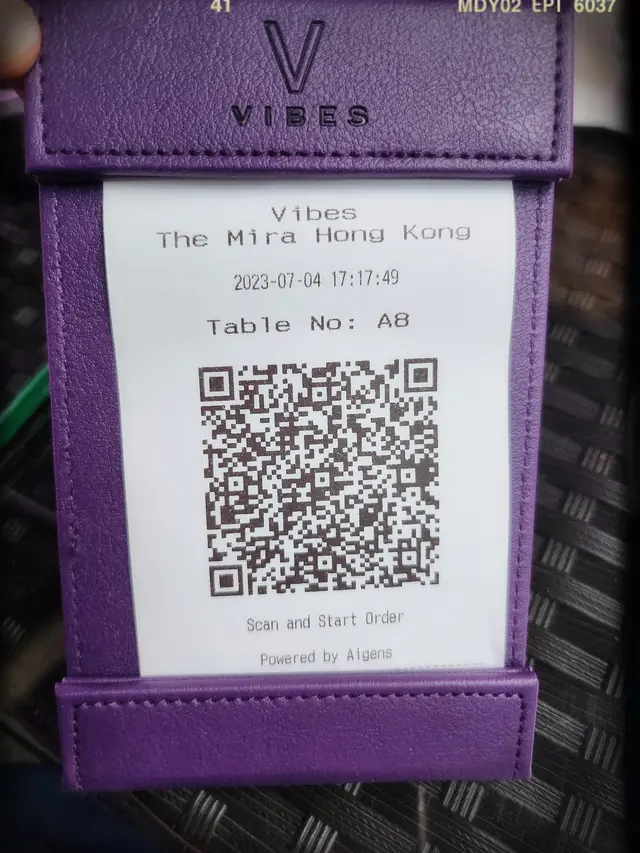 41
MDY02 EPI 6037
V
VIBES
Vibes
The Mira Hong Kong
2023-07-04 17:17:49
Table No: A8
Scan and Start Order
Powered by Aigens